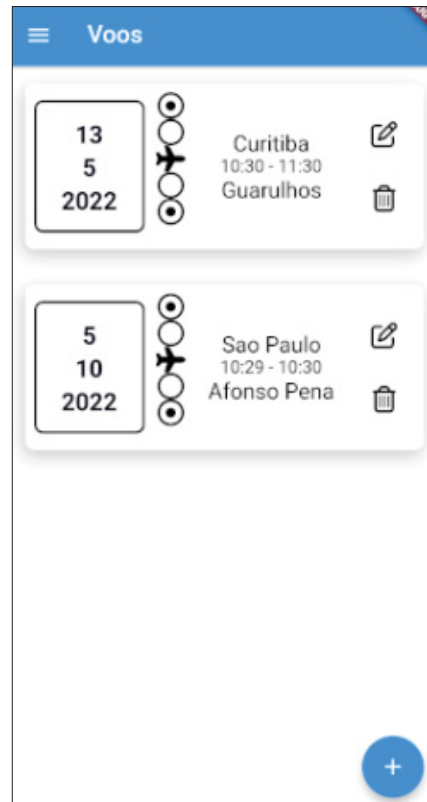 Voos
13
5
2022
Curitiba
10:30 - 11:30
Guarulhos
5
10
2022
Sao Paulo
10:29 - 10:30
Afonso Pena
+